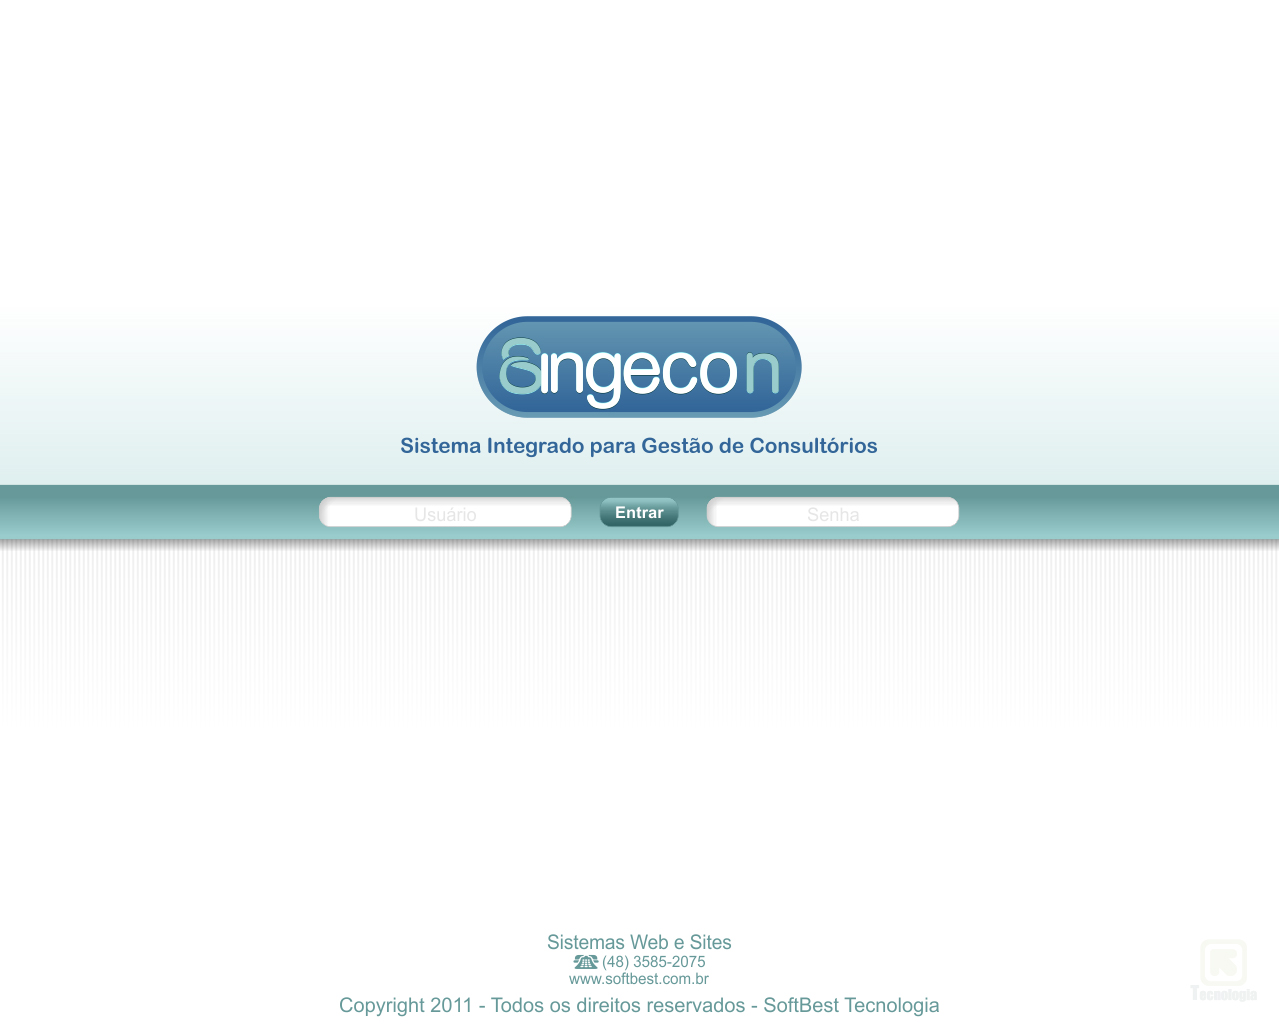 Singecon
Sistema Integrado para Gestão de Consultórios
Usuário Entrar Senha
Sistemas Web e Sites
(48) 3585-2075
www.softbest.com.br
Tecnologia
Copyright 2011 - Todos os direitos reservados - SoftBest Tecnologia